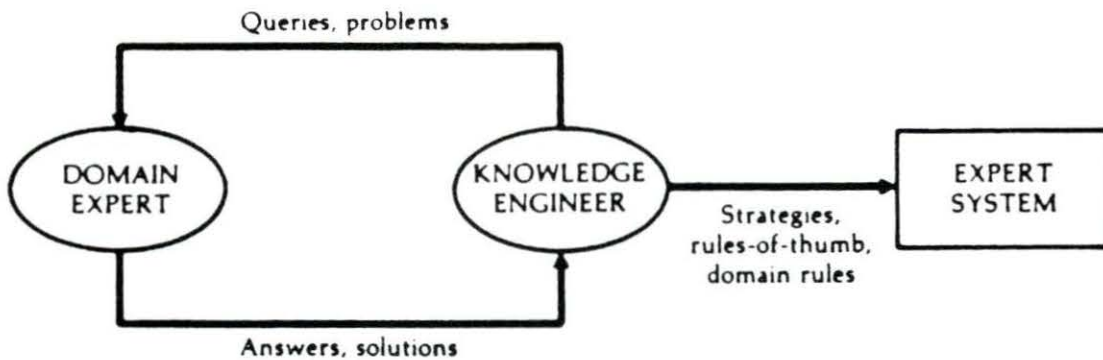 Queries, problems
DOMAIN
EXPERT
KNOWLEDGE
ENGINEER
EXPERT
SYSTEM
Strategies,
rules-of-thumb,
domain rules
Answers, solutions